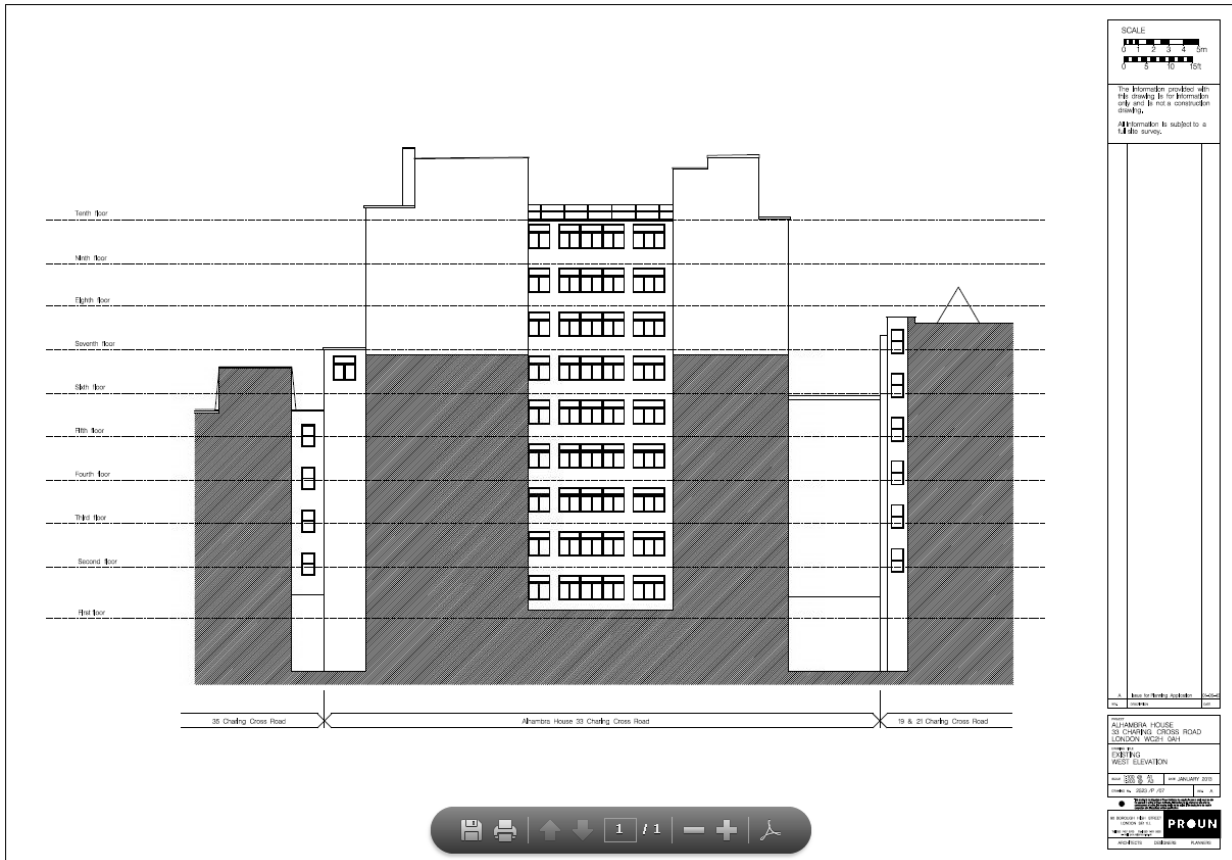 SCALE
0 1 2 3 4 5m
0 5 10 15ft
The information provided with
this drawing is for information
only and is not a construction
drawing.
All information is subject to a
full site survey.
Tenth floor
Ninth floor
Eighth floor
Seventh floor
Sixth floor
Fifth floor
Fourth floor
Third floor
Second floor
First floor
35 Charing Cross Road
Alhambra House 33 Charing Cross Road
19 & 21 Charing Cross Road
A Issue for Planning Application
ALHAMBRA HOUSE
33 CHARING CROSS ROAD
LONDON WC2H 0AH
EXISTING
WEST ELEVATION
JANUARY 2013
A
LONDON SE1
PROUN
ARCHITECTS DESIGNERS PLANNERS
1 / 1